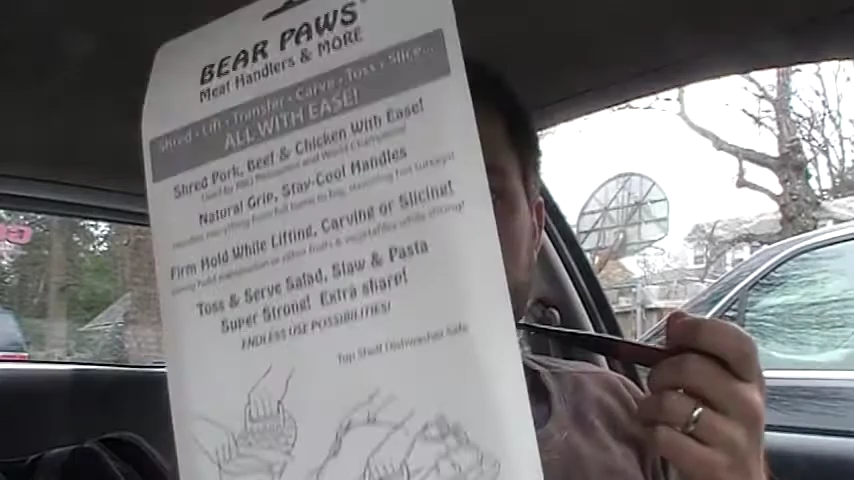 BEAR PAWS
Meat Handlers & MORE
Shred - Lift - Transfer - Carve - Toss - Slice...
ALL WITH EASE!
Shred Pork, Beef & Chicken With Ease!
Natural Grip, Stay-Cool Handles
Firm Hold While Lifting, Carving or Slicing!
Toss & Serve Salad, Slaw & Pasta
Super Strong! Extra sharp!
ENDLESS USE POSSIBILITIES!
Top Shelf Dishwasher Safe